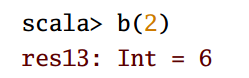 scala> b(2)
res13: Int = 6